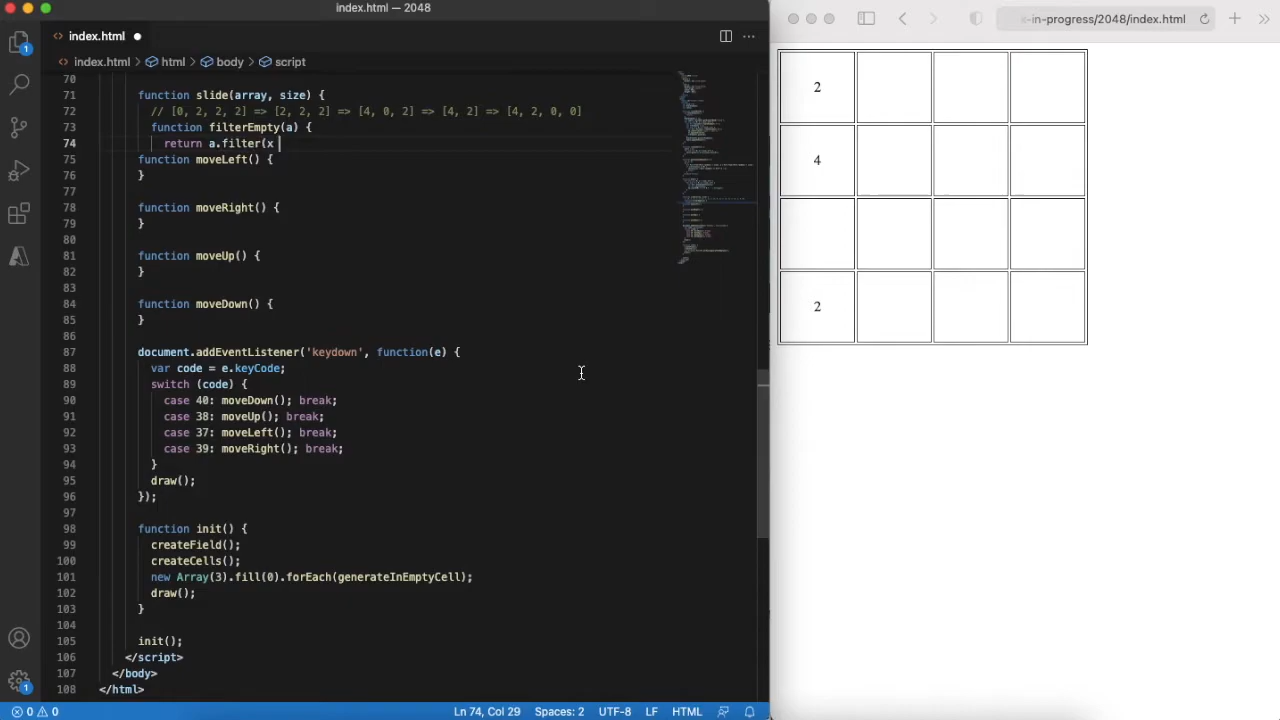 index.html — 2048
index.html
index.html > html > body > script
70
71 function slide(array, size) {
72 // [0, 2, 2, 2] => [2, 2, 2] => [4, 0, 2] => [4, 2] => [4, 2, 0, 0]
73 function filterEmpty(a) {
74 return a.filter(x
75 function moveLeft() {
76 }
77
78 function moveRight() {
79 }
80
81 function moveUp() {
82 }
83
84 function moveDown() {
85 }
86
87 document.addEventListener('keydown', function(e) {
88 var code = e.keyCode;
89 switch (code) {
90 case 40: moveDown(); break;
91 case 38: moveUp(); break;
92 case 37: moveLeft(); break;
93 case 39: moveRight(); break;
94 }
95 draw();
96 });
97
98 function init() {
99 createField();
100 createCells();
101 new Array(3).fill(0).forEach(generateInEmptyCell);
102 draw();
103 }
104
105 init();
106 </script>
107 </body>
108 </html>
1
1
0 0
Ln 74, Col 29
Spaces: 2
UTF-8
LF
HTML
-in-progress/2048/index.html
2
4
2